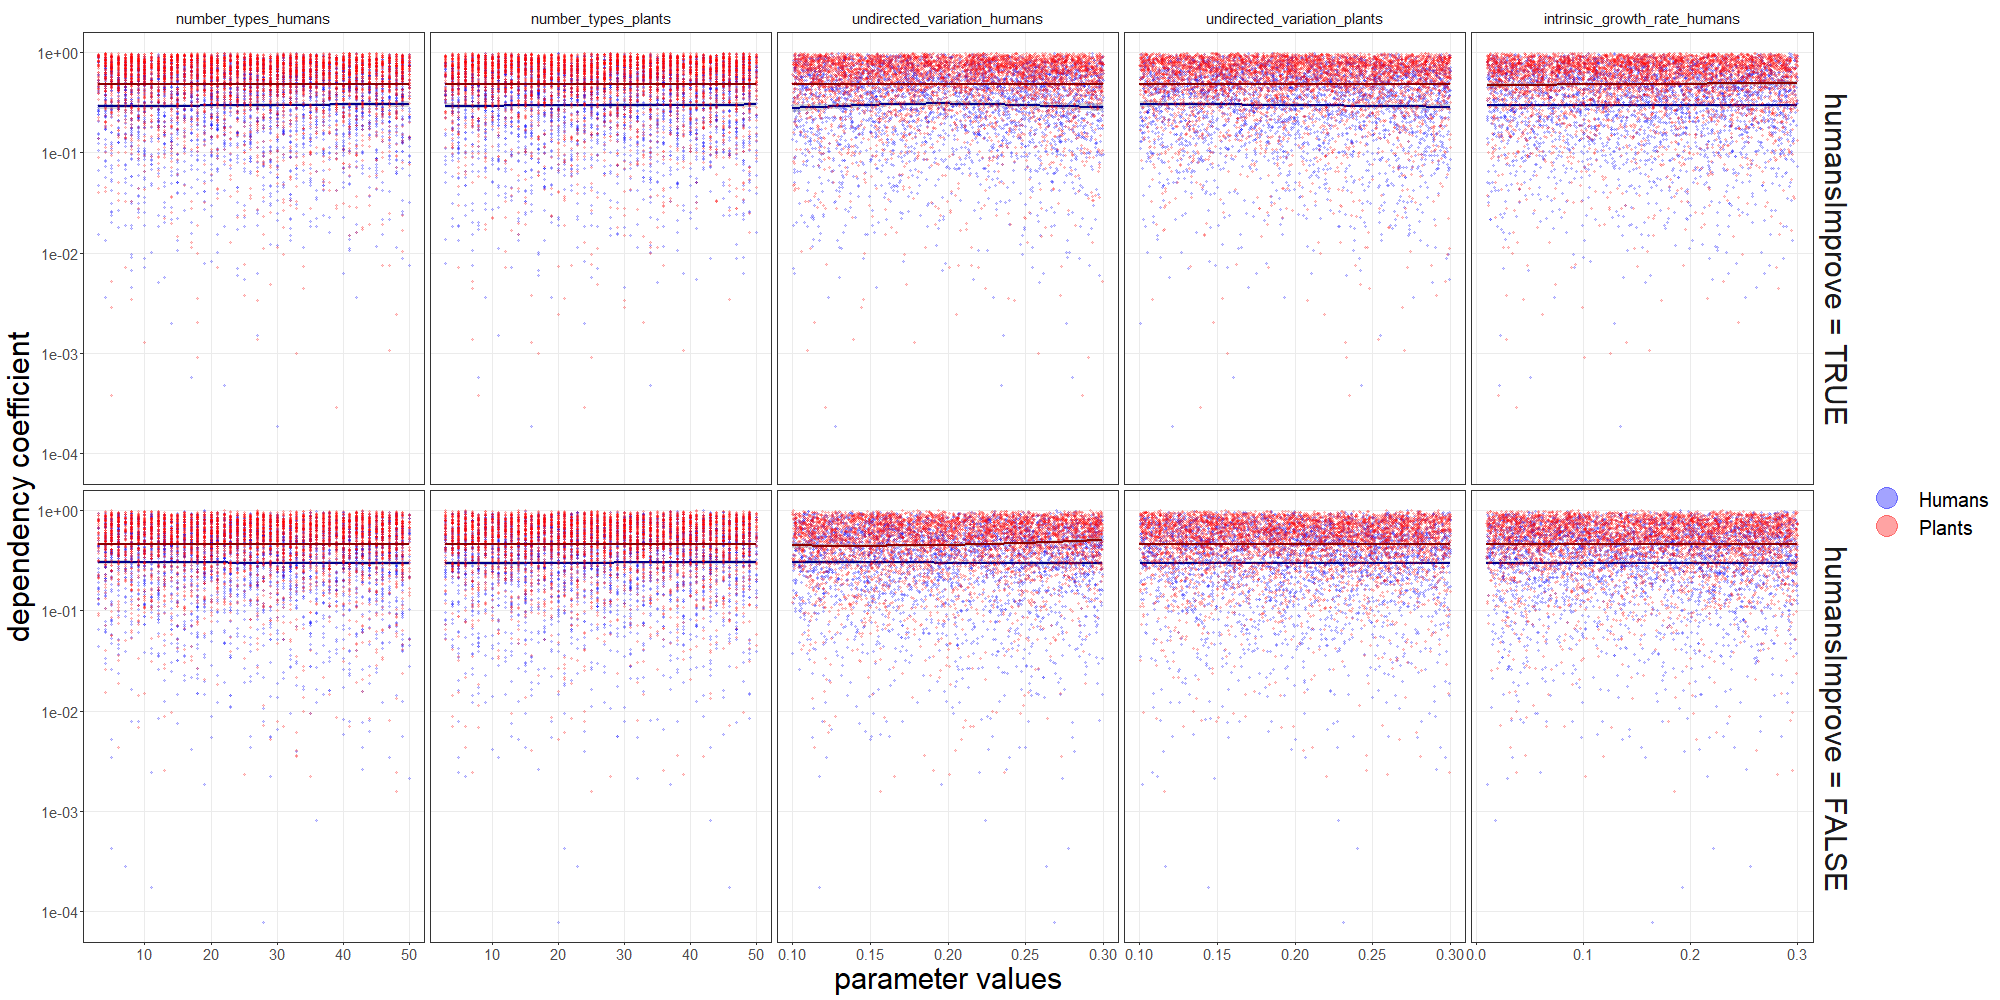 number_types_humans number_types_plants undirected_variation_humans undirected_variation_plants intrinsic_growth_rate_humans
1e+00
1e-01
1e-02
1e-03
1e-04
humansImprove = TRUE
dependency coefficient
1e+00
1e-01
1e-02
1e-03
1e-04
humansImprove = FALSE
Humans
Plants
10 20 30 40 50 10 20 30 40 50 0.10 0.15 0.20 0.25 0.30 0.10 0.15 0.20 0.25 0.30 0.0 0.1 0.2 0.3
parameter values